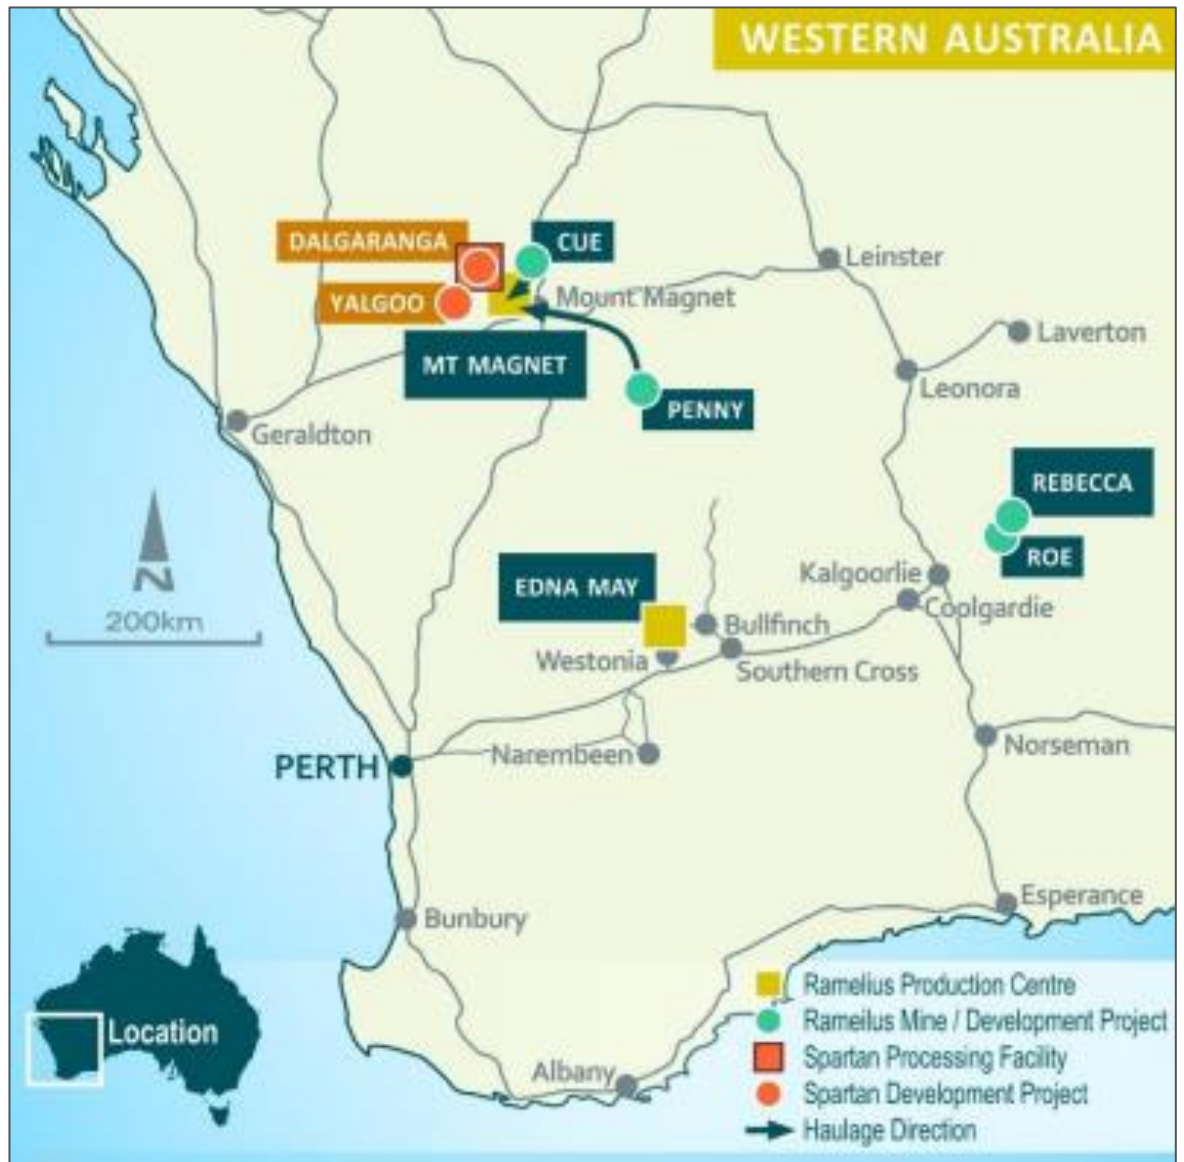 WESTERN AUSTRALIA
DALGARANGA
CUE
Leinster
YALGOO
Mount Magnet
Laverton
MT MAGNET
Leonora
PENNY
Geraldton
REBECCA
N
ROE
200km
EDNA MAY
Kalgoorlie
Coolgardie
Bullfinch
Westonia
Southern Cross
Norseman
Narembeen
PERTH
Esperance
Bunbury
Location
Albany
Ramelius Production Centre
Rameilus Mine / Development Project
Spartan Processing Facility
Spartan Development Project
Haulage Direction